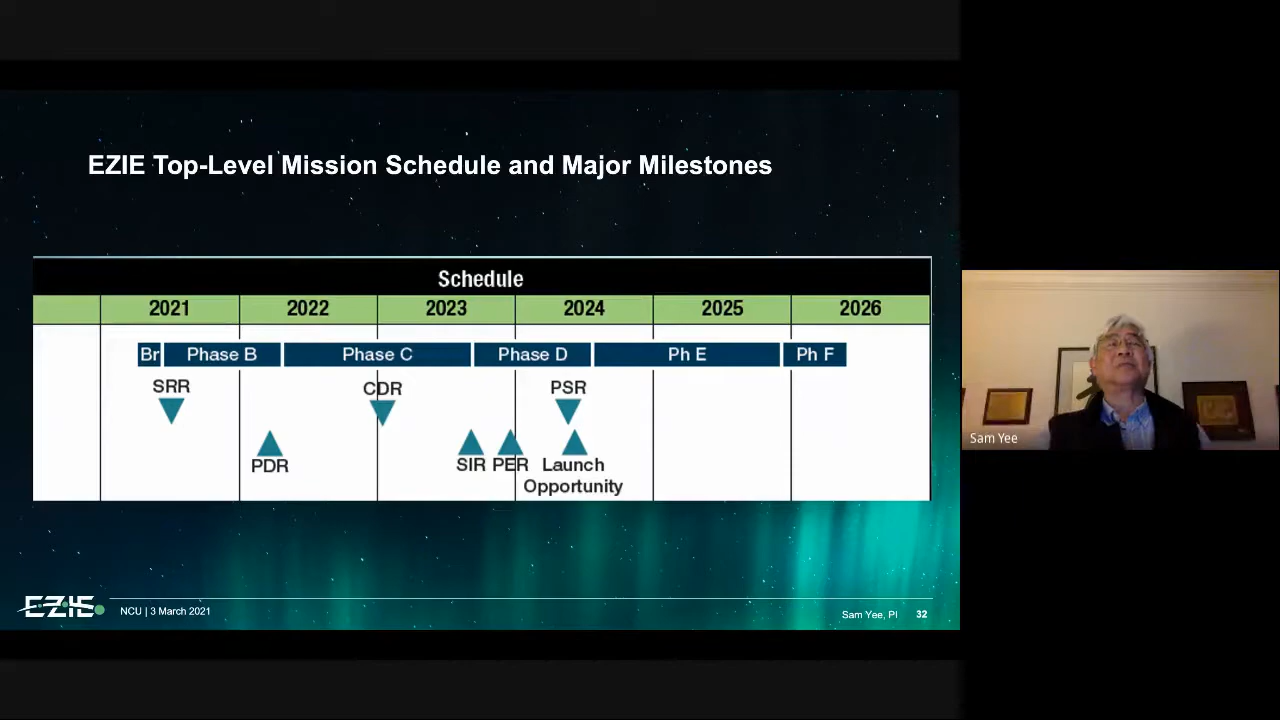 EZIE Top-Level Mission Schedule and Major Milestones
Schedule
2021 2022 2023 2024 2025 2026
Br Phase B Phase C Phase D Ph E Ph F
SRR CDR PSR
PDR SIR PER Launch
Opportunity
EZIE
NCU | 3 March 2021
Sam Yee, PI 32
Sam Yee